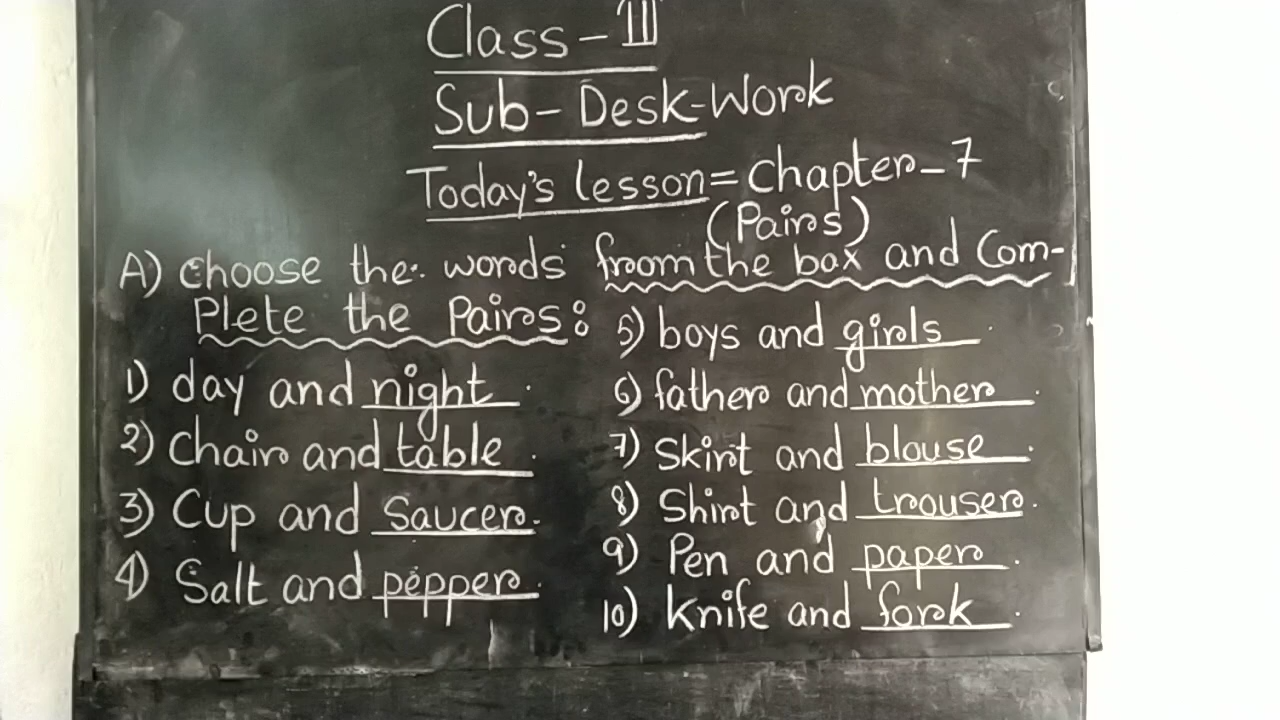 Class - III
Sub - Desk-Work
Today's lesson = Chapter - 7
(Pairs)
A) Choose the words from the box and Com-
Plete the Pairs:
1) day and night.
2) Chair and table.
3) Cup and Saucer.
4) Salt and pepper.
5) boys and girls.
6) father and mother.
7) Skirt and blouse.
8) Shirt and trouser.
9) Pen and paper.
10) Knife and fork.